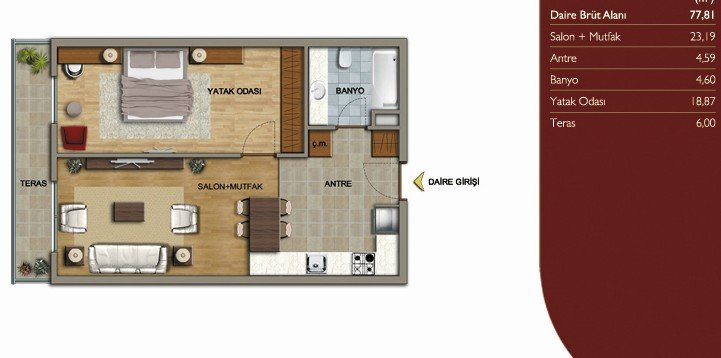 (m²)
Daire Brüt Alanı 77,81
Salon + Mutfak 23,19
Antre 4,59
Banyo 4,60
Yatak Odası 18,87
Teras 6,00
YATAK ODASI
BANYO
ç.m.
TERAS
SALON+MUTFAK
ANTRE
DAİRE GİRİŞİ